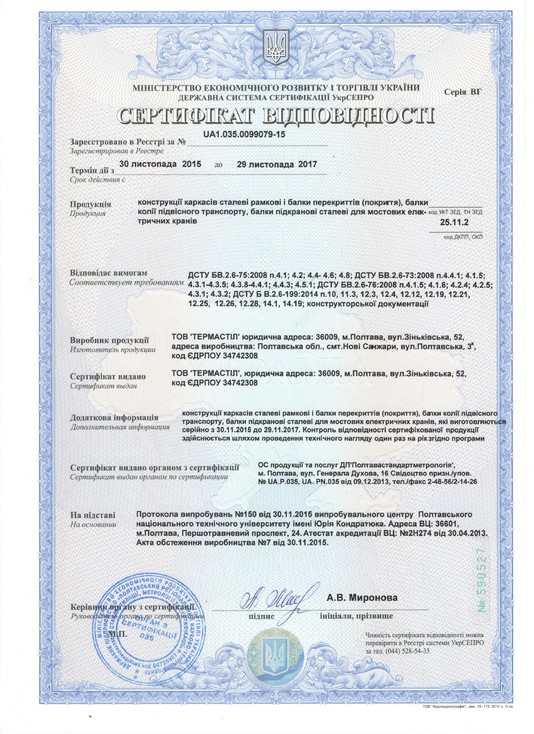 МІНІСТЕРСТВО ЕКОНОМІЧНОГО РОЗВИТКУ І ТОРГІВЛІ УКРАЇНИ
ДЕРЖАВНА СИСТЕМА СЕРТИФІКАЦІЇ УкрСЕПРО
Серія ВГ
СЕРТИФІКАТ ВІДПОВІДНОСТІ
UA1.035.0099079-15
Зареєстровано в Реєстрі за №
Зарегистрирован в Реестре
Термін дії з 30 листопада 2015 до 29 листопада 2017
Срок действия с
Продукція конструкції каркасів сталеві рамкові і балки перекриттів (покриття), балки
Продукция колії підвісного транспорту, балки підкранові сталеві для мостових елек- код УКТ ЗЕД, ТН ЗЕД
тричних кранів 25.11.2
код ДКПП, ОКП
Відповідає вимогам ДСТУ БВ.2.6-75:2008 п.4.1; 4.2; 4.4- 4.6; 4.8; ДСТУ БВ.2.6-73:2008 п.4.4.1; 4.1.5;
Соответствует требованиям 4.3.1-4.3.5; 4.3.8-4.4.1; 4.4.3; 4.5.1; ДСТУ БВ.2.6-76:2008 п.4.1.5; 4.1.6; 4.2.4; 4.2.5;
4.3.1; 4.3.2; ДСТУ Б В.2.6-199:2014 п.10, 11.3, 12.3, 12.4, 12.12, 12.19, 12.21,
12.25, 12.26, 12.28, 14.1, 14.19; конструкторської документації
Виробник продукції ТОВ 'ТЕРМАСТІЛ', юридична адреса: 36009, м.Полтава, вул.Зіньківська, 52,
Изготовитель продукции адреса виробництва: Полтавська обл., смт.Нові Санжари, вул.Полтавська, 3
код ЄДРПОУ 34742308
Сертифікат видано ТОВ 'ТЕРМАСТІЛ', юридична адреса: 36009, м.Полтава, вул.Зіньківська, 52,
Сертификат выдан код ЄДРПОУ 34742308
Додаткова інформація конструкції каркасів сталеві рамкові і балки перекриттів (покриття), балки колії підвісного
Дополнительная информация транспорту, балки підкранові сталеві для мостових електричних кранів, які виготовляються
серійно з 30.11.2015 до 29.11.2017. Контроль відповідності сертифікованої продукції
здійснюється шляхом проведення технічного нагляду один раз на рік згідно програми
Сертифікат видано органом з сертифікації ОС продукції та послуг ДП'Полтавастандартметрологія',
Сертификат выдан органом по сертификации м. Полтава, вул. Генерала Духова, 16 Свідоцтво призн./упов.
№ UA.P.035, UA. PN.035 від 09.12.2013, тел./факс 2-48-56/2-14-26
На підставі Протокола випробувань №150 від 30.11.2015 випробувального центру Полтавського
На основании національного технічного університету імені Юрія Кондратюка. Адреса ВЦ: 36601,
м.Полтава, Першотравневий проспект, 24. Атестат акредитації ВЦ: №2Н274 від 30.04.2013.
Акта обстеження виробництва №7 від 30.11.2015.
№ 590527
Керівник органу з сертифікації А.В. Миронова
Руководитель органа по сертификации підпис ініціали, прізвище
М.П.
ОРГАН З
СЕРТИФІКАЦІЇ
035
Чинність сертифіката відповідності можна
перевірити в Реєстрі системи УкрСЕПРО
за тел. (044) 528-54-35